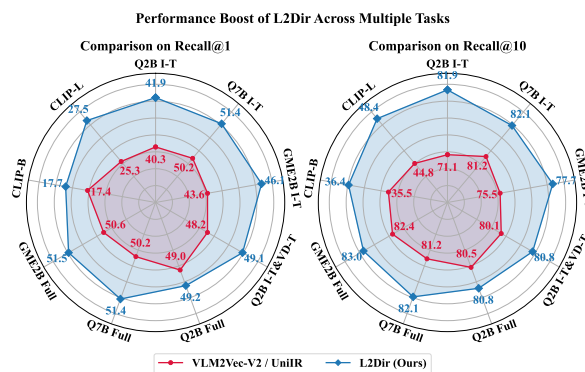 Performance Boost of L2Dir Across Multiple Tasks
Comparison on Recall@1
Q2B I-T
Q7B I-T
GME2B I-T
Q2B I-T&VD-T
Q2B Full
Q7B Full
GME2B Full
CLIP-B
CLIP-L
41.9
51.4
46.1
49.1
49.2
51.4
51.5
17.7
27.5
40.3
50.2
43.6
48.2
49.0
50.2
50.6
17.4
25.3
Comparison on Recall@10
Q2B I-T
Q7B I-T
GME2B I-T
Q2B I-T&VD-T
Q2B Full
Q7B Full
GME2B Full
CLIP-B
CLIP-L
81.9
82.1
77.7
80.8
80.8
82.1
83.0
36.4
48.4
71.1
81.2
75.5
80.1
80.5
81.2
82.4
35.5
44.8
VLM2Vec-V2 / UniIR
L2Dir (Ours)